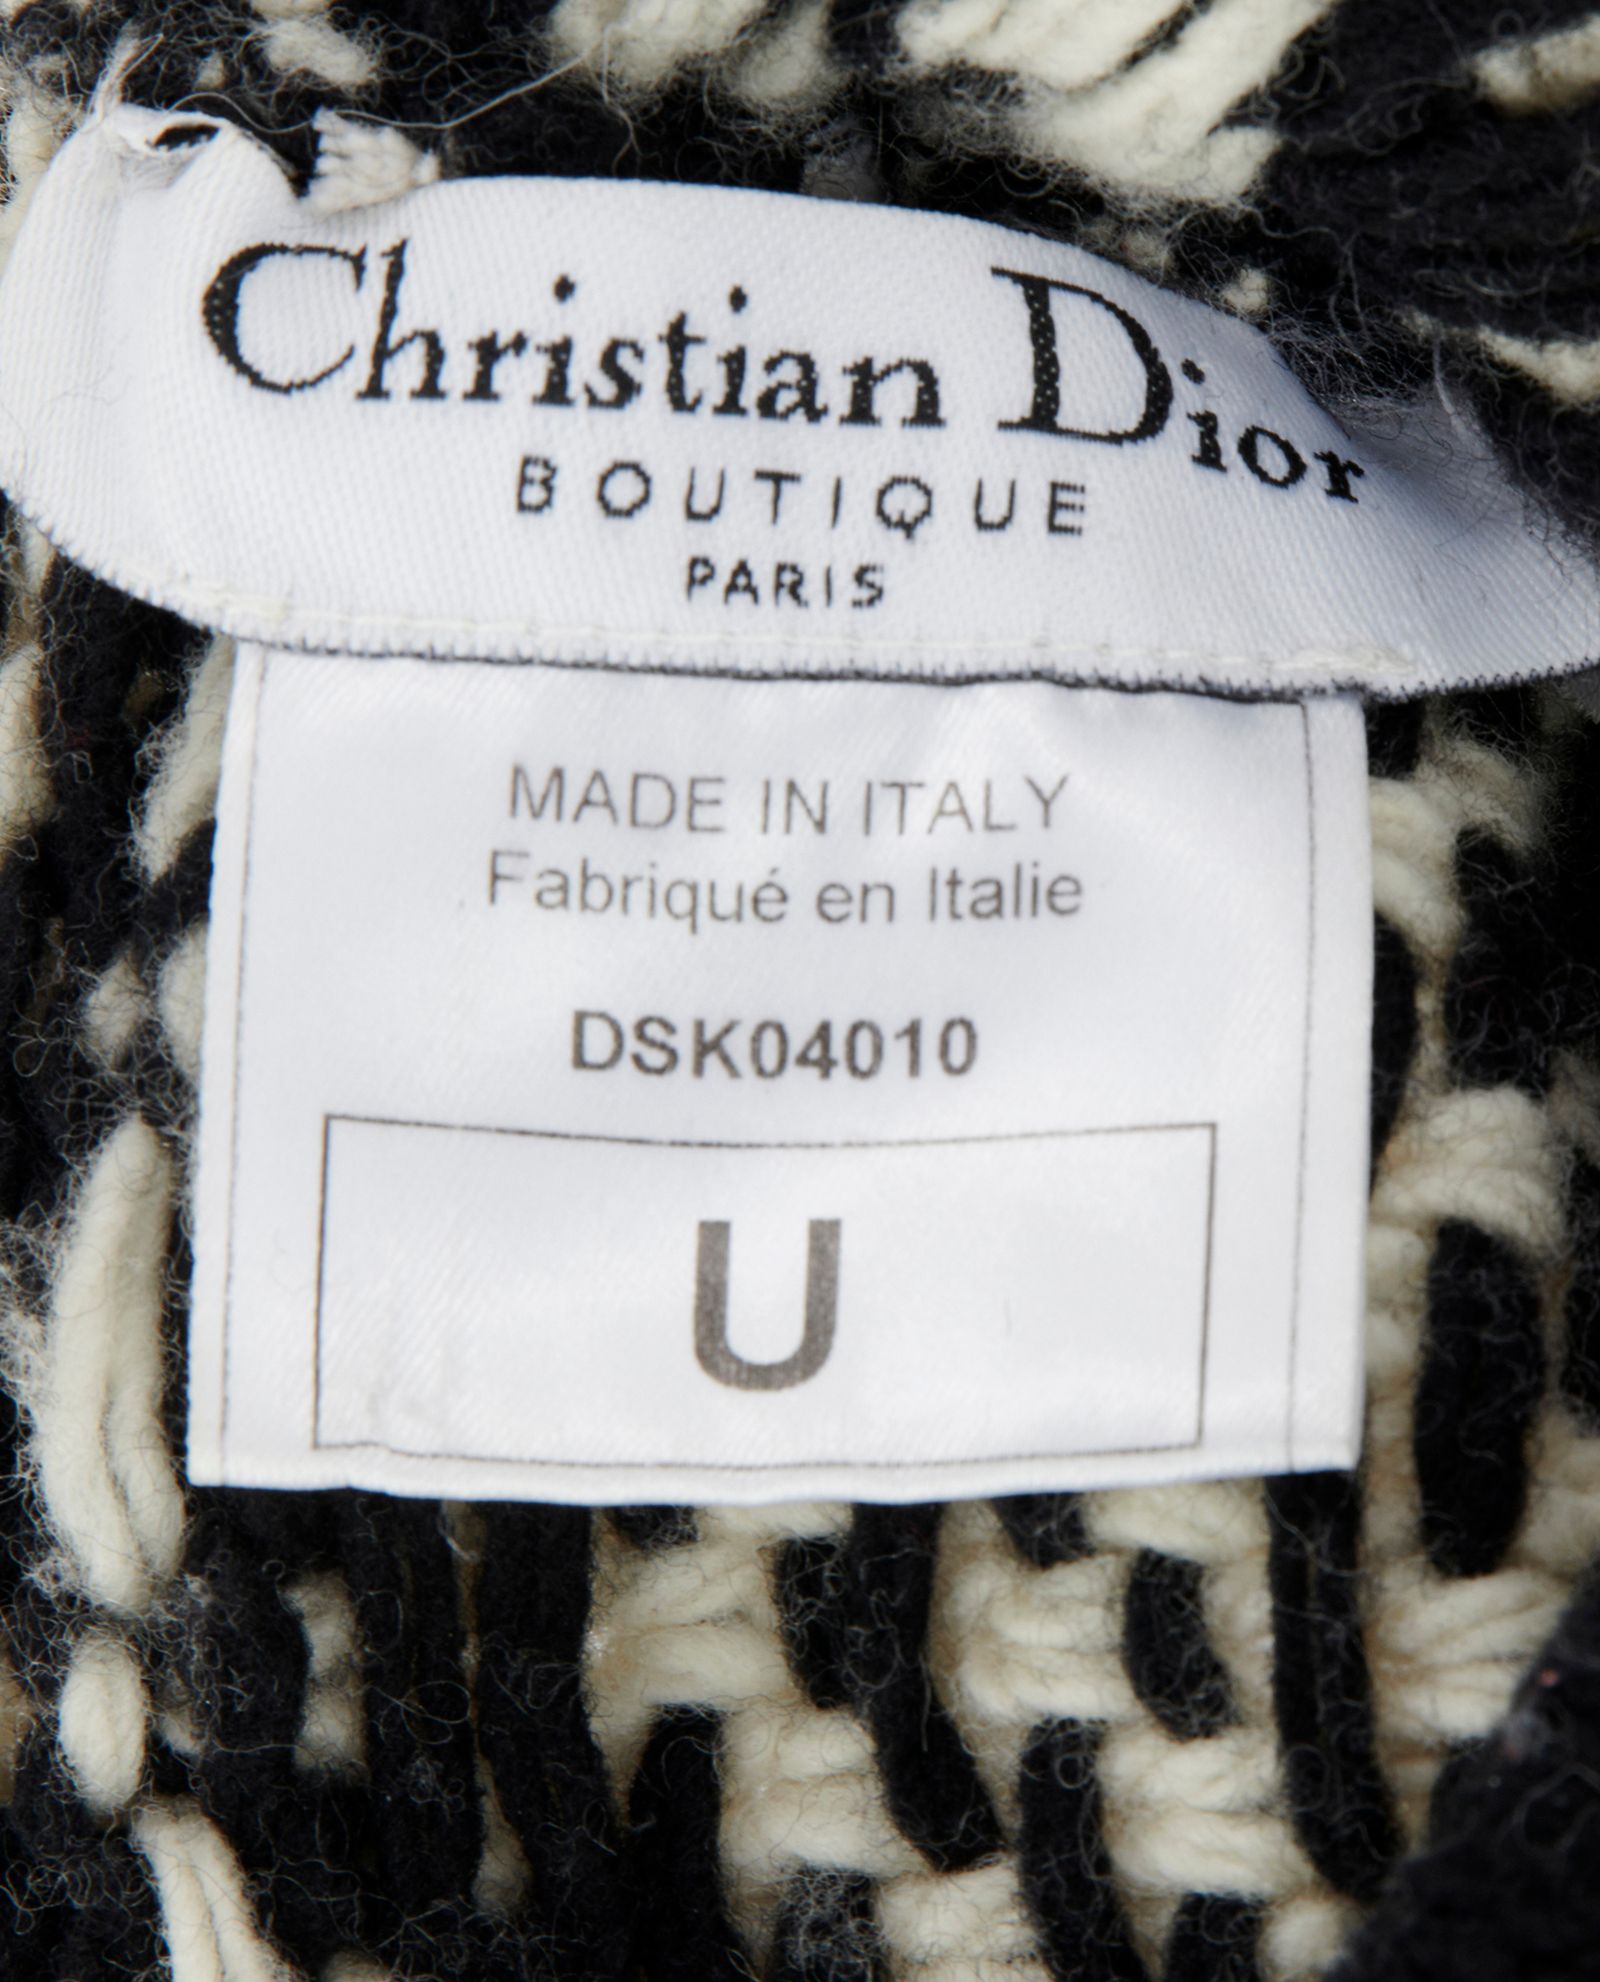 Christian Dior
BOUTIQUE
PARIS
MADE IN ITALY
Fabriqué en Italie
DSK04010
U